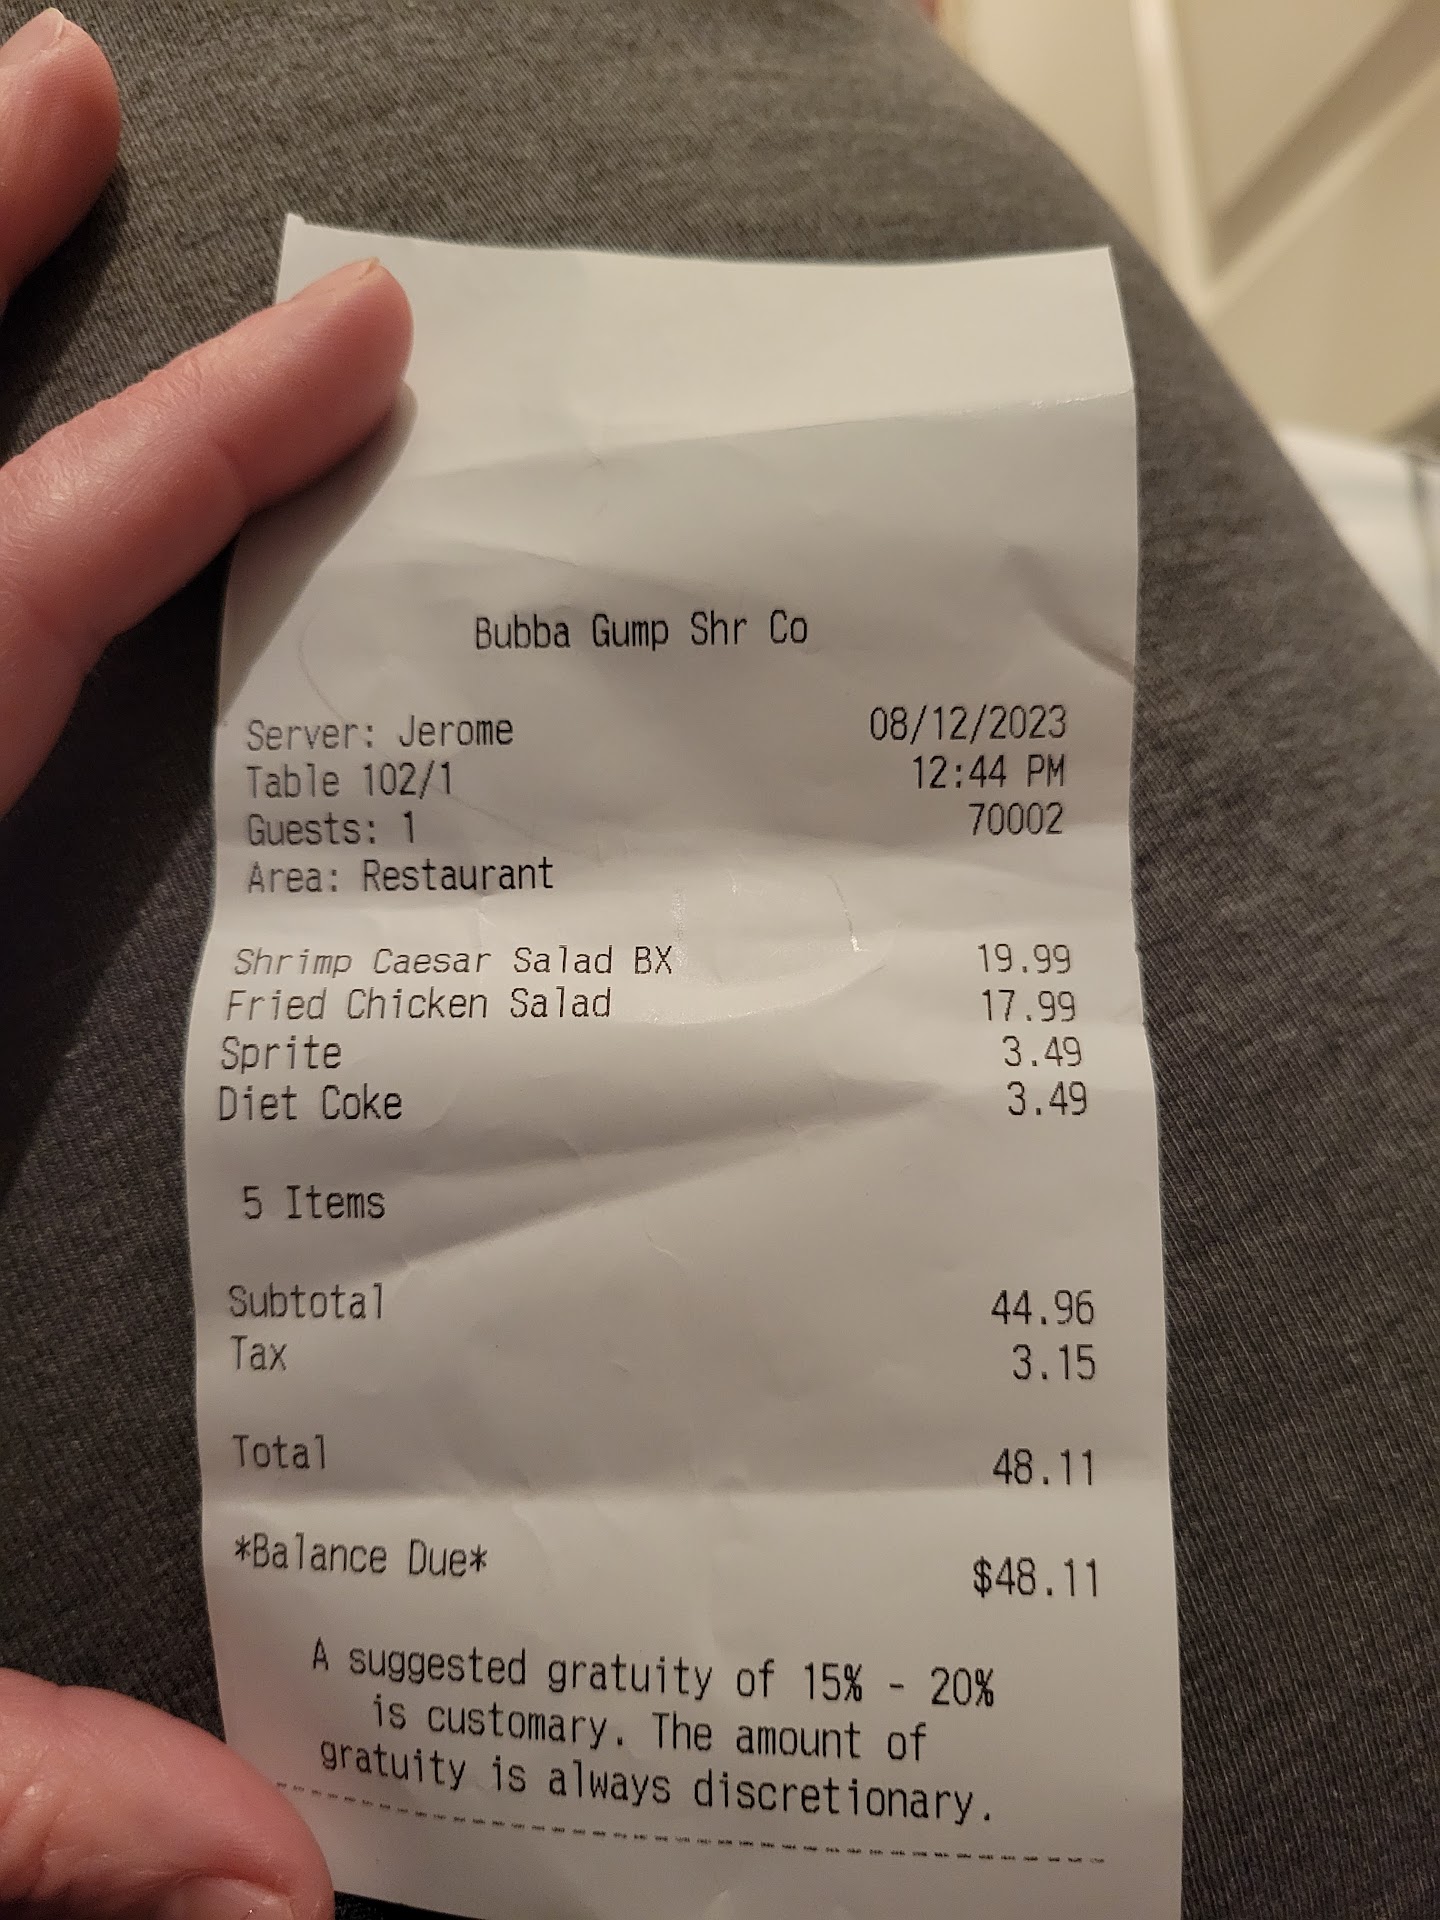 Bubba Gump Shr Co
Server: Jerome 08/12/2023
Table 102/1 12:44 PM
Guests: 1 70002
Area: Restaurant
Shrimp Caesar Salad BX 19.99
Fried Chicken Salad 17.99
Sprite 3.49
Diet Coke 3.49
5 Items
Subtotal 44.96
Tax 3.15
Total 48.11
*Balance Due* $48.11
A suggested gratuity of 15% - 20%
is customary. The amount of
gratuity is always discretionary.